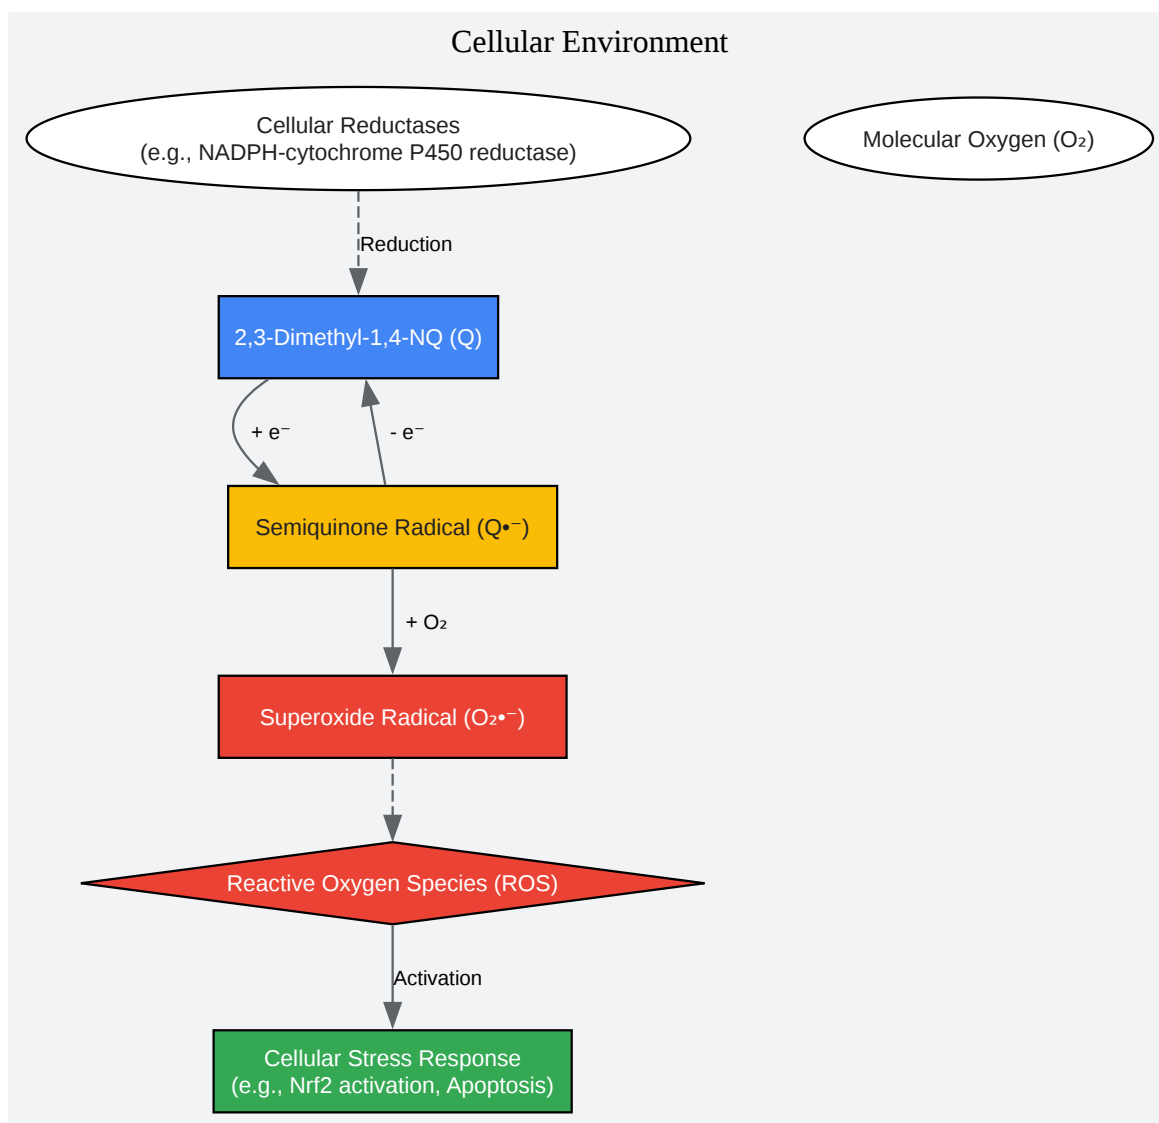 Cellular Environment
Cellular Reductases
(e.g., NADPH-cytochrome P450 reductase)
Molecular Oxygen (O₂)
Reduction
2,3-Dimethyl-1,4-NQ (Q)
+ e⁻
- e⁻
Semiquinone Radical (Q•⁻)
+ O₂
Superoxide Radical (O₂•⁻)
Reactive Oxygen Species (ROS)
Activation
Cellular Stress Response
(e.g., Nrf2 activation, Apoptosis)